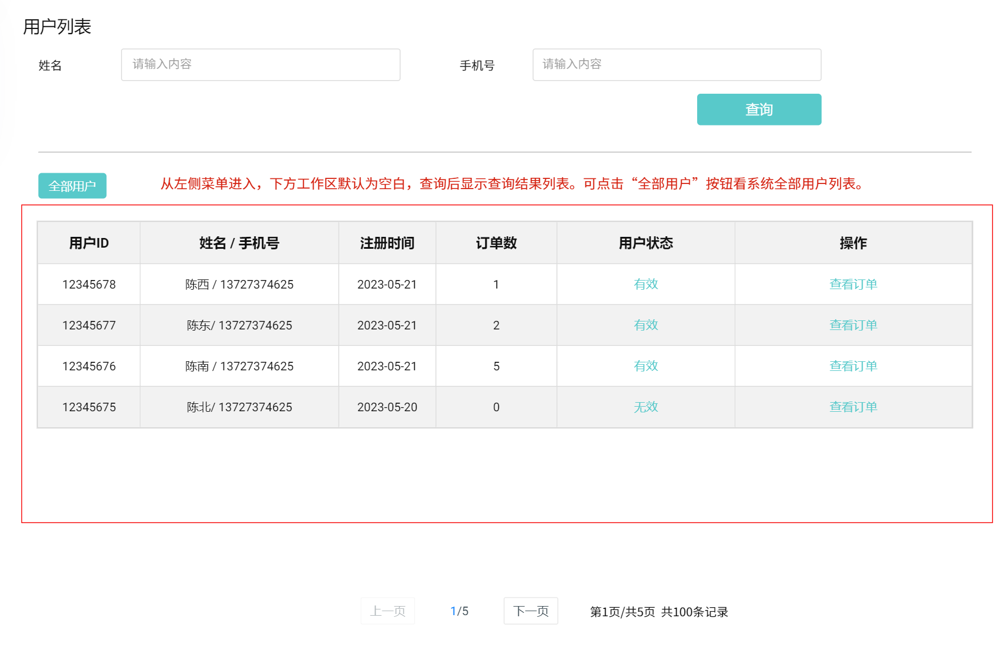 用户列表
姓名 请输入内容 手机号 请输入内容
查询
全部用户 从左侧菜单进入，下方工作区默认为空白，查询后显示查询结果列表。可点击“全部用户”按钮看系统全部用户列表。
用户ID 姓名 / 手机号 注册时间 订单数 用户状态 操作
12345678 陈西 / 13727374625 2023-05-21 1 有效 查看订单
12345677 陈东/ 13727374625 2023-05-21 2 有效 查看订单
12345676 陈南 / 13727374625 2023-05-21 5 有效 查看订单
12345675 陈北/ 13727374625 2023-05-20 0 无效 查看订单
上一页 1/5 下一页 第1页/共5页 共100条记录